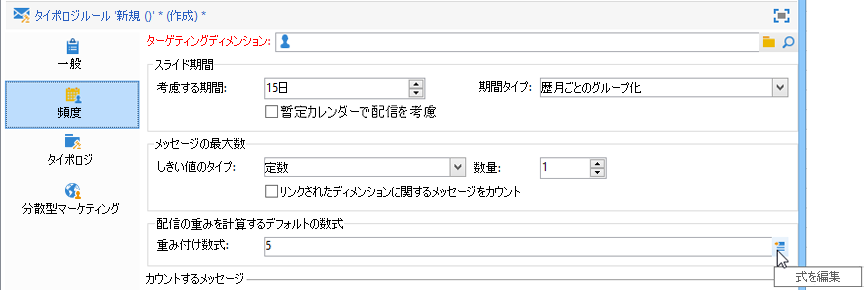 タイポロジルール '新規 ()' * (作成) *
一般
頻度
タイポロジ
分散型マーケティング
ターゲティングディメンション:
スライド期間
考慮する期間: 15日 期間タイプ: 歴月ごとのグループ化
暫定カレンダーで配信を考慮
メッセージの最大数
しきい値のタイプ: 定数 数量: 1
リンクされたディメンションに関するメッセージをカウント
配信の重みを計算するデフォルトの数式
重み付け数式: 5
式を編集
カウントするメッセージ